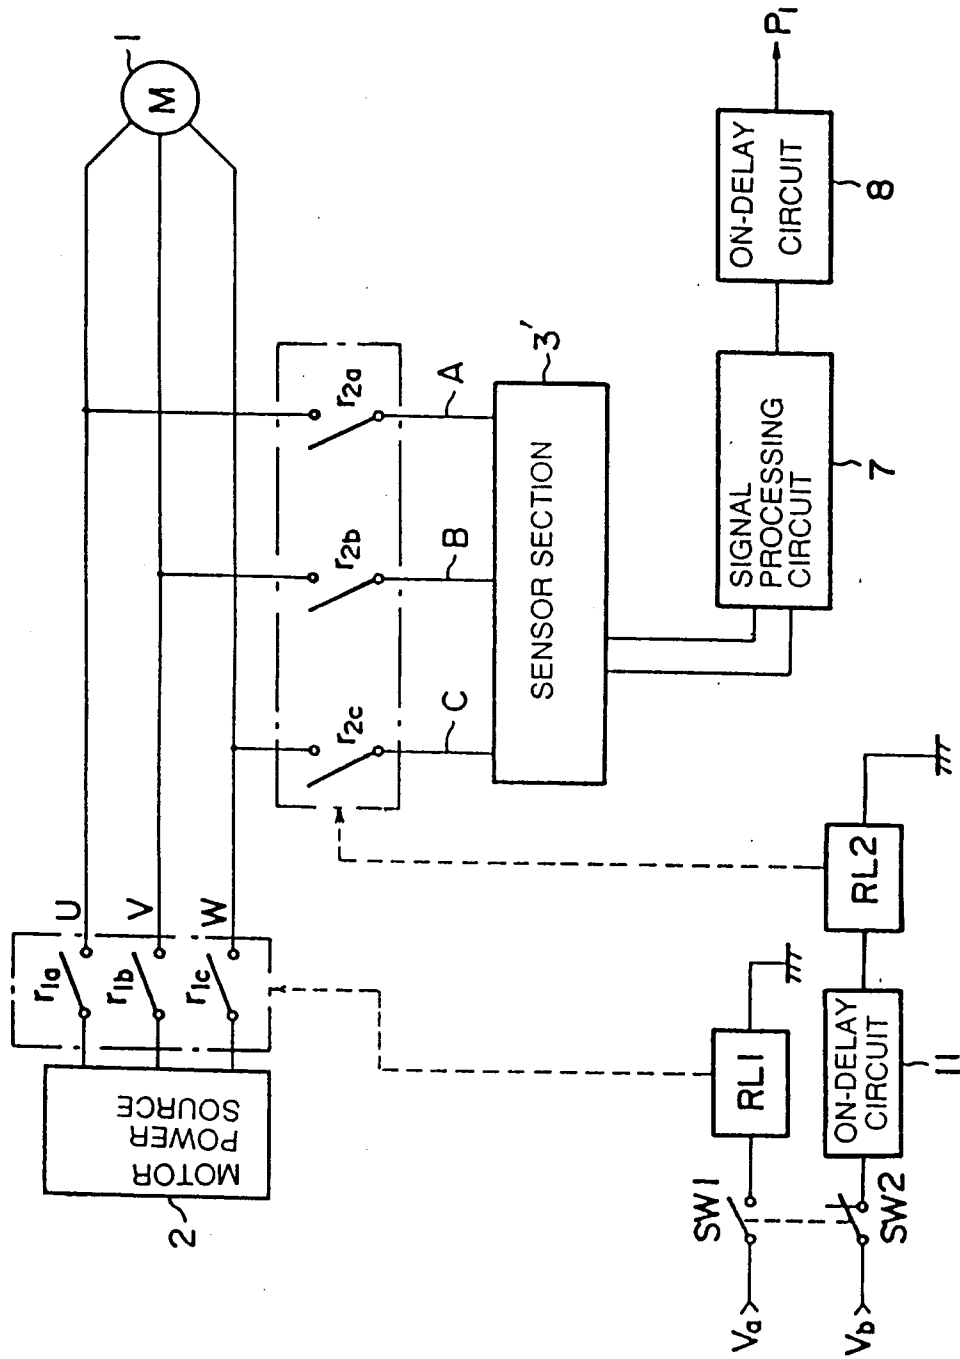 MOTOR
POWER
SOURCE
2
r1a
r1b
r1c
U
V
W
M
1
r2c
r2b
r2a
C
B
A
SENSOR SECTION
3'
SIGNAL
PROCESSING
CIRCUIT
7
ON-DELAY
CIRCUIT
8
P1
Va
SW1
RL1
Vb
SW2
ON-DELAY
CIRCUIT
11
RL2